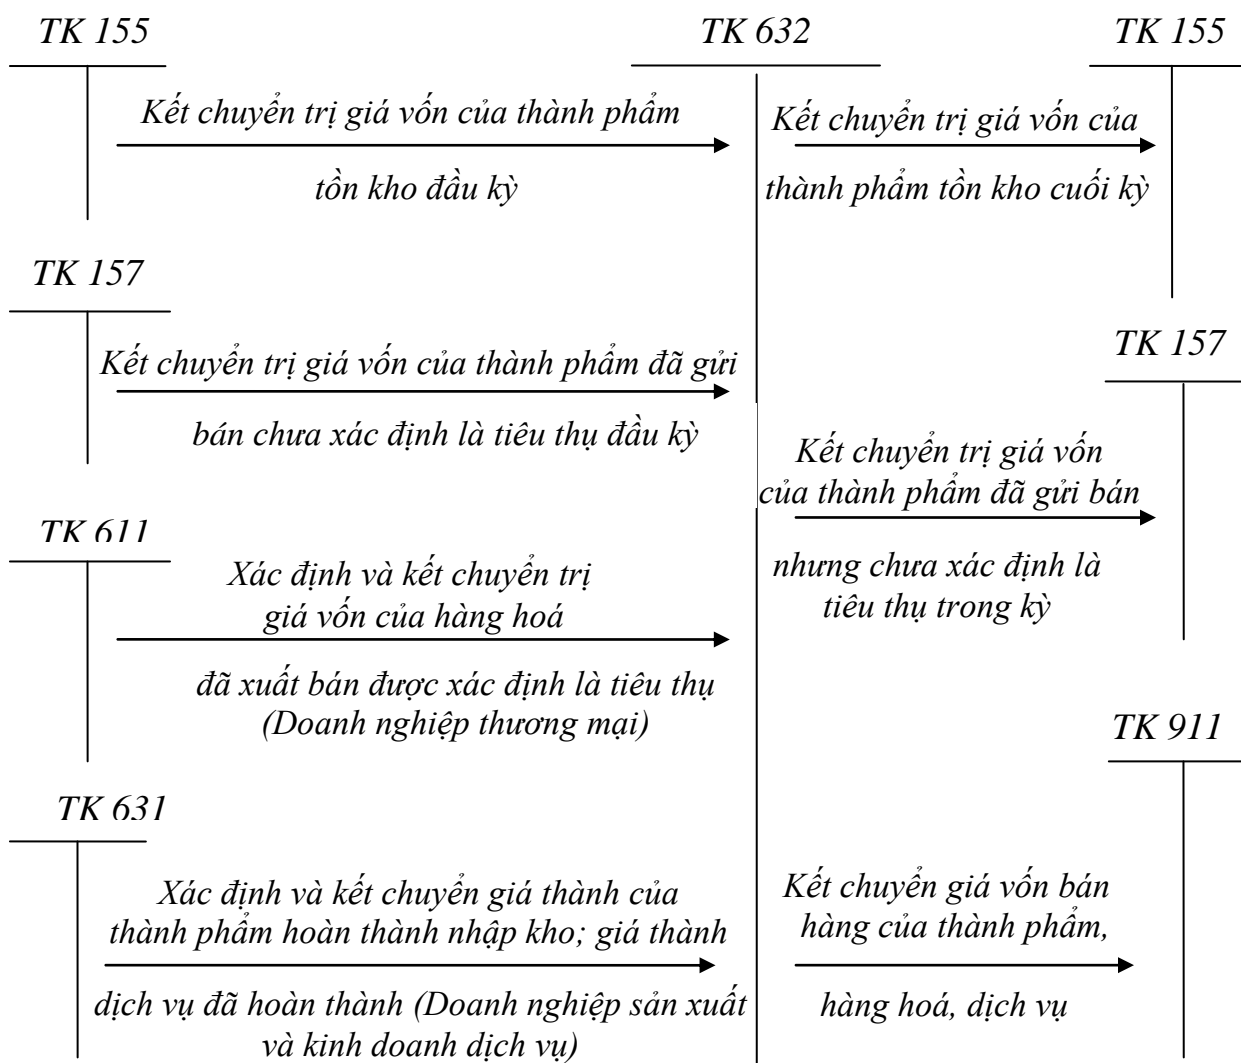 TK 155
TK 632
TK 155
Kết chuyển trị giá vốn của thành phẩm
tồn kho đầu kỳ
Kết chuyển trị giá vốn của
thành phẩm tồn kho cuối kỳ
TK 157
Kết chuyển trị giá vốn của thành phẩm đã gửi
bán chưa xác định là tiêu thụ đầu kỳ
TK 157
Kết chuyển trị giá vốn
của thành phẩm đã gửi bán
nhưng chưa xác định là
tiêu thụ trong kỳ
TK 611
Xác định và kết chuyển trị
giá vốn của hàng hoá
đã xuất bán được xác định là tiêu thụ
(Doanh nghiệp thương mại)
TK 911
TK 631
Xác định và kết chuyển giá thành của
thành phẩm hoàn thành nhập kho; giá thành
dịch vụ đã hoàn thành (Doanh nghiệp sản xuất
và kinh doanh dịch vụ)
Kết chuyển giá vốn bán
hàng của thành phẩm,
hàng hoá, dịch vụ